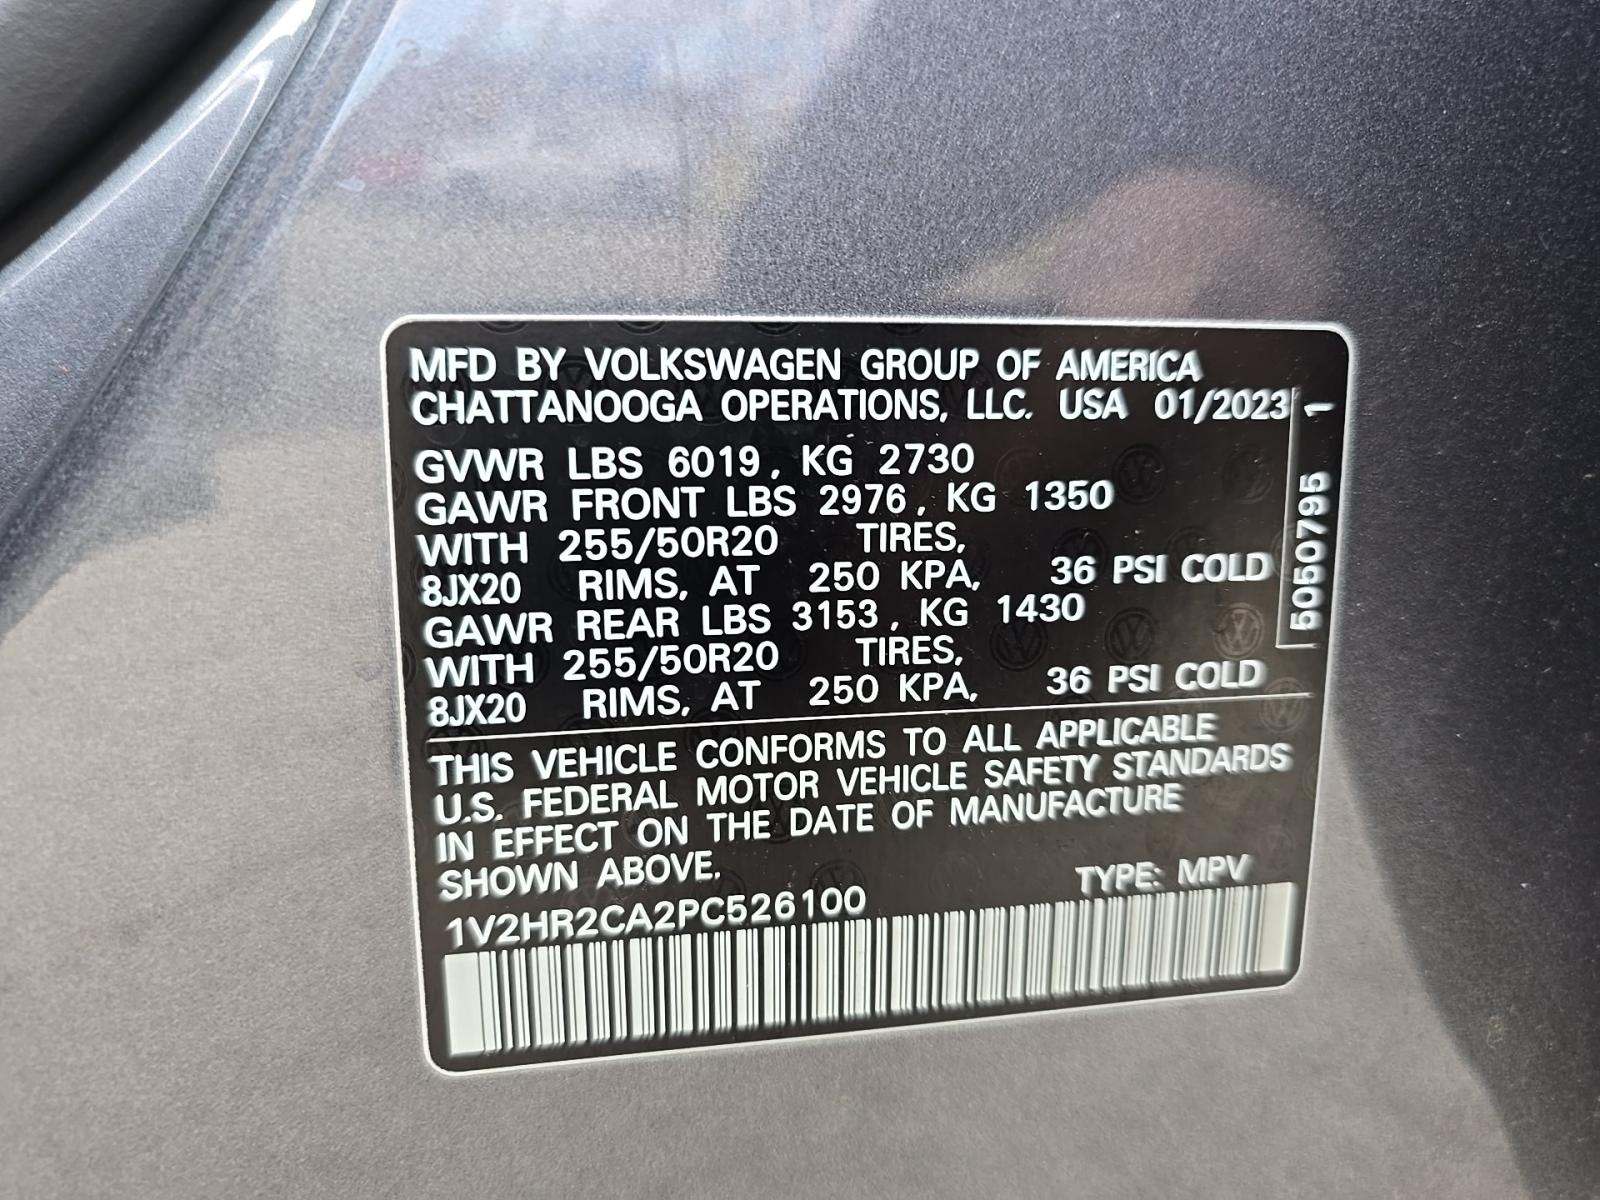 MFD BY VOLKSWAGEN GROUP OF AMERICA
CHATTANOOGA OPERATIONS, LLC. USA 01/2023
GVWR LBS 6019, KG 2730
GAWR FRONT LBS 2976, KG 1350
WITH 255/50R20 TIRES,
8JX20 RIMS, AT 250 KPA, 36 PSI COLD
GAWR REAR LBS 3153, KG 1430
WITH 255/50R20 TIRES,
8JX20 RIMS, AT 250 KPA, 36 PSI COLD
5050795 1
THIS VEHICLE CONFORMS TO ALL APPLICABLE
U.S. FEDERAL MOTOR VEHICLE SAFETY STANDARDS
IN EFFECT ON THE DATE OF MANUFACTURE
SHOWN ABOVE.
TYPE: MPV
1V2HR2CA2PC526100